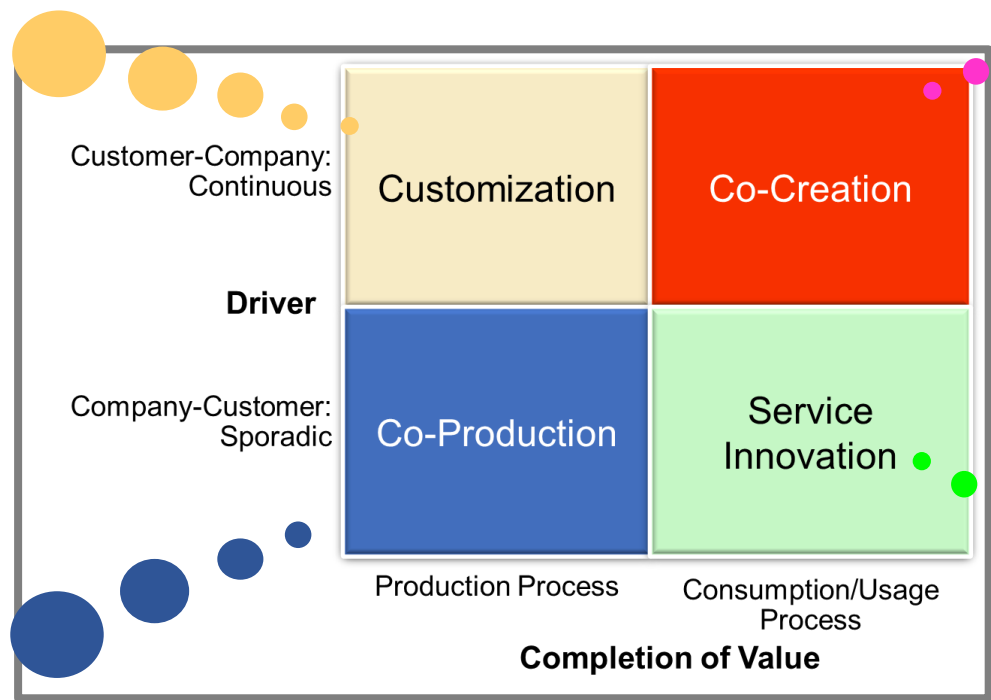 Customer-Company:
Continuous
Customization
Co-Creation
Driver
Company-Customer:
Sporadic
Co-Production
Service
Innovation
Production Process
Consumption/Usage
Process
Completion of Value